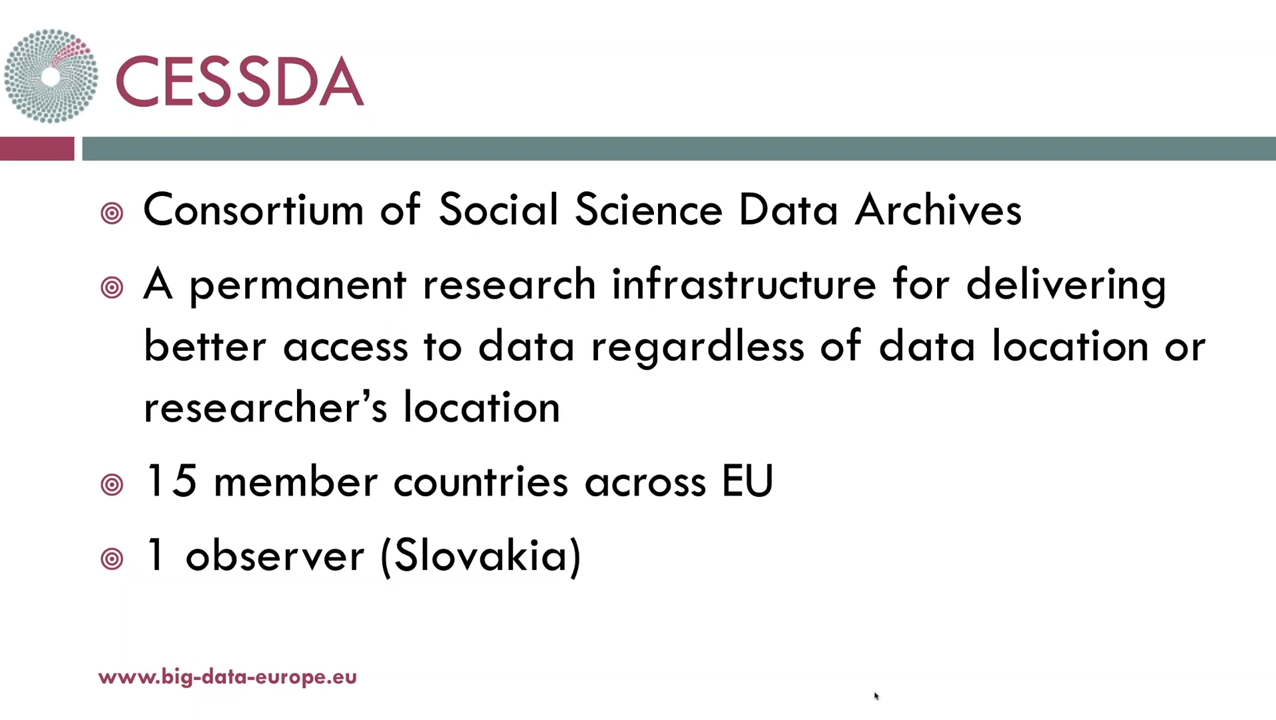 CESSDA
Consortium of Social Science Data Archives
A permanent research infrastructure for delivering
better access to data regardless of data location or
researcher’s location
15 member countries across EU
1 observer (Slovakia)
www.big-data-europe.eu